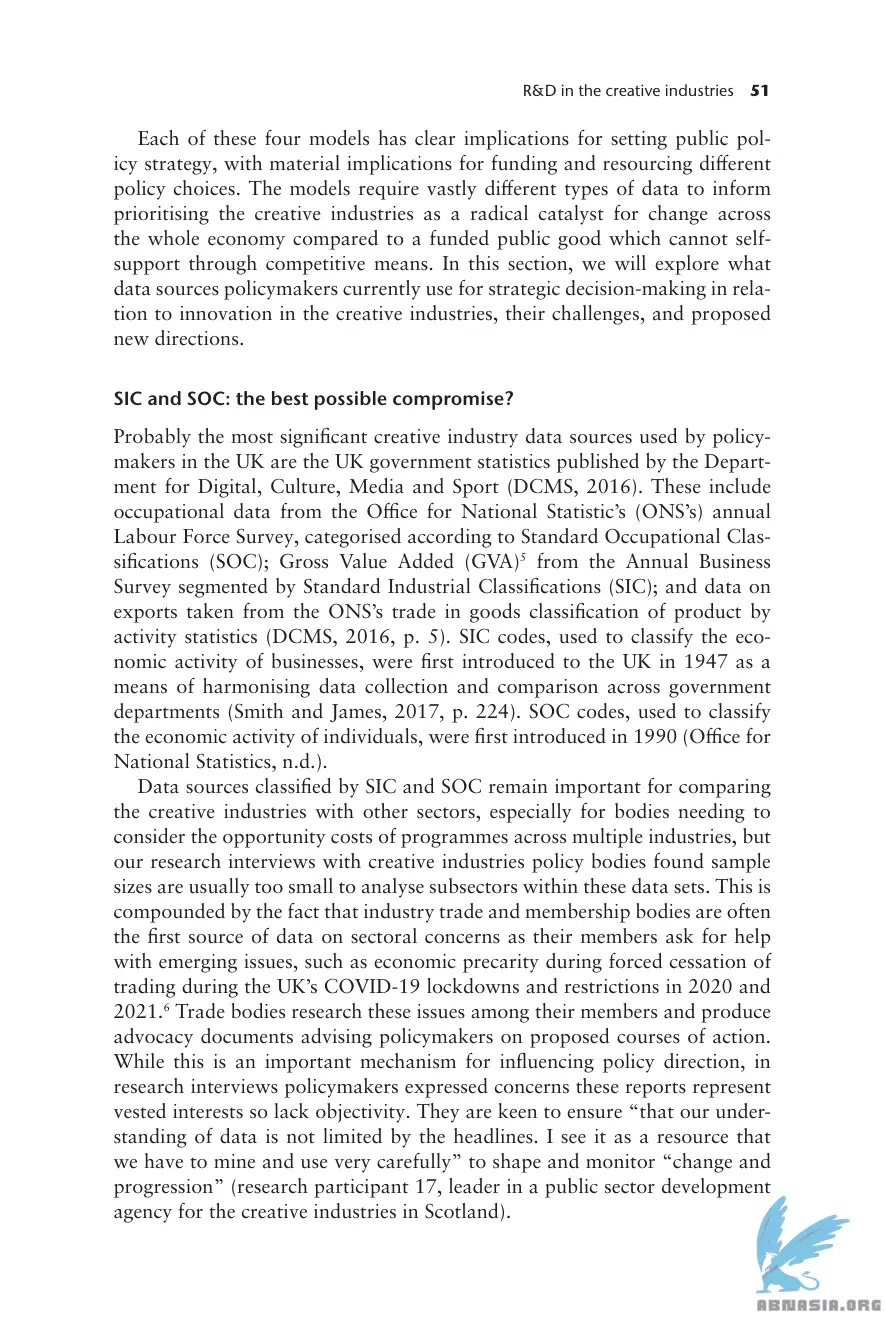 R&D in the creative industries 51
Each of these four models has clear implications for setting public pol-
icy strategy, with material implications for funding and resourcing different
policy choices. The models require vastly different types of data to inform
prioritising the creative industries as a radical catalyst for change across
the whole economy compared to a funded public good which cannot self-
support through competitive means. In this section, we will explore what
data sources policymakers currently use for strategic decision-making in rela-
tion to innovation in the creative industries, their challenges, and proposed
new directions.
SIC and SOC: the best possible compromise?
Probably the most significant creative industry data sources used by policy-
makers in the UK are the UK government statistics published by the Depart-
ment for Digital, Culture, Media and Sport (DCMS, 2016). These include
occupational data from the Office for National Statistic's (ONS's) annual
Labour Force Survey, categorised according to Standard Occupational Clas-
sifications (SOC); Gross Value Added (GVA)5 from the Annual Business
Survey segmented by Standard Industrial Classifications (SIC); and data on
exports taken from the ONS's trade in goods classification of product by
activity statistics (DCMS, 2016, p. 5). SIC codes, used to classify the eco-
nomic activity of businesses, were first introduced to the UK in 1947 as a
means of harmonising data collection and comparison across government
departments (Smith and James, 2017, p. 224). SOC codes, used to classify
the economic activity of individuals, were first introduced in 1990 (Office for
National Statistics, n.d.).
Data sources classified by SIC and SOC remain important for comparing
the creative industries with other sectors, especially for bodies needing to
consider the opportunity costs of programmes across multiple industries, but
our research interviews with creative industries policy bodies found sample
sizes are usually too small to analyse subsectors within these data sets. This is
compounded by the fact that industry trade and membership bodies are often
the first source of data on sectoral concerns as their members ask for help
with emerging issues, such as economic precarity during forced cessation of
trading during the UK's COVID-19 lockdowns and restrictions in 2020 and
2021.6 Trade bodies research these issues among their members and produce
advocacy documents advising policymakers on proposed courses of action.
While this is an important mechanism for influencing policy direction, in
research interviews policymakers expressed concerns these reports represent
vested interests so lack objectivity. They are keen to ensure "that our under-
standing of data is not limited by the headlines. I see it as a resource that
we have to mine and use very carefully" to shape and monitor "change and
progression" (research participant 17, leader in a public sector development
agency for the creative industries in Scotland).
ABNASIA.ORG